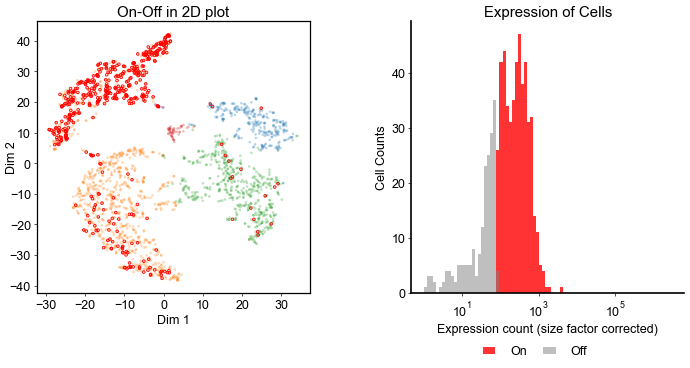 On-Off in 2D plot
40
30
20
10
0
−10
−20
−30
−40
−30 −20 −10 0 10 20 30
Dim 1
Dim 2
Expression of Cells
40
30
20
10
0
10^1 10^3 10^5
Expression count (size factor corrected)
Cell Counts
On Off